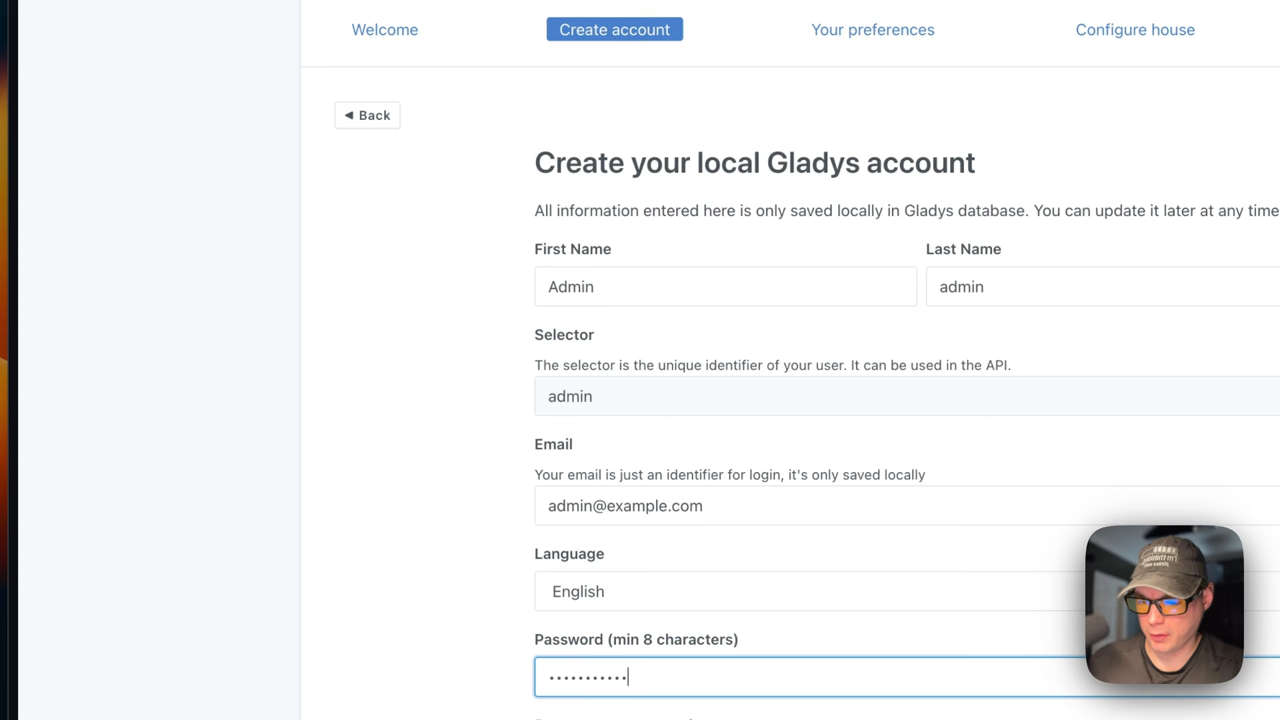 Welcome
Create account
Your preferences
Configure house
◄ Back
Create your local Gladys account
All information entered here is only saved locally in Gladys database. You can update it later at any time
First Name
Last Name
Admin
admin
Selector
The selector is the unique identifier of your user. It can be used in the API.
admin
Email
Your email is just an identifier for login, it's only saved locally
admin@example.com
Language
English
Password (min 8 characters)
•••••••••••